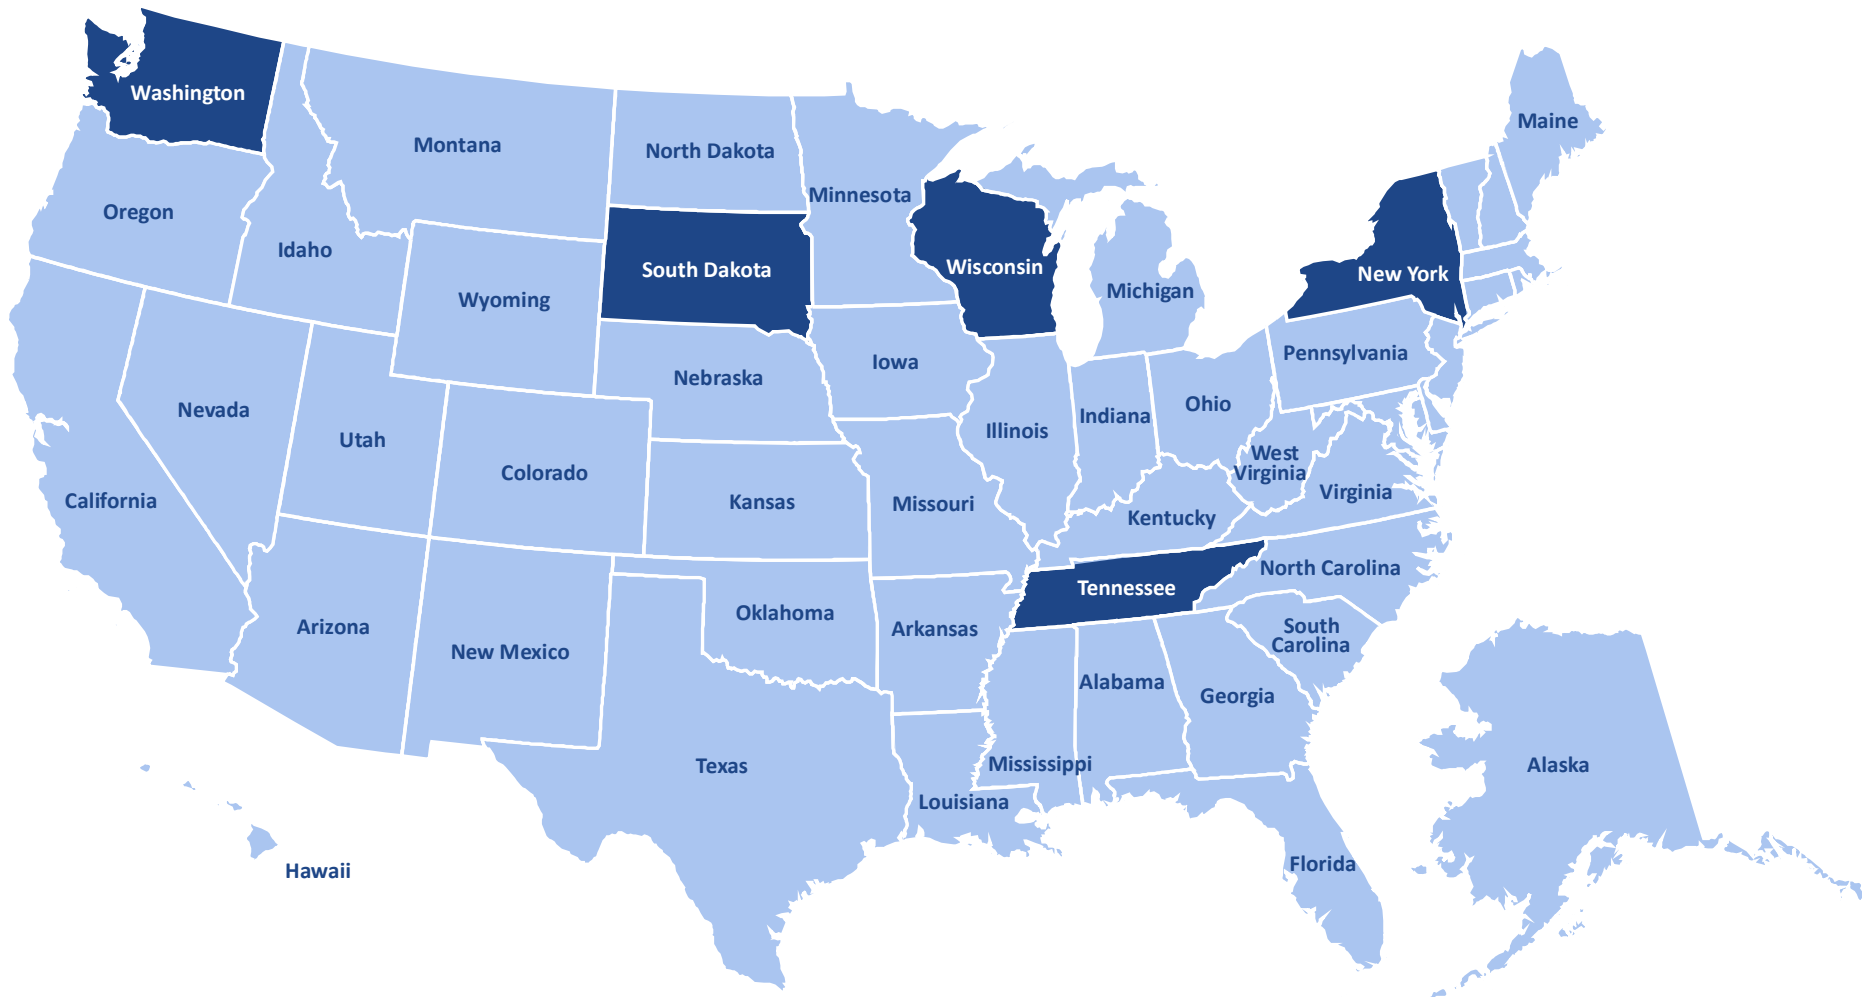 Washington
Montana
North Dakota
Minnesota
Maine
Oregon
Idaho
Wyoming
South Dakota
Wisconsin
Michigan
New York
Nevada
Utah
Colorado
Nebraska
Iowa
Illinois
Indiana
Ohio
Pennsylvania
West
Virginia
Virginia
California
Kansas
Missouri
Kentucky
Arizona
New Mexico
Oklahoma
Arkansas
Tennessee
North Carolina
South
Carolina
Texas
Louisiana
Mississippi
Alabama
Georgia
Florida
Alaska
Hawaii